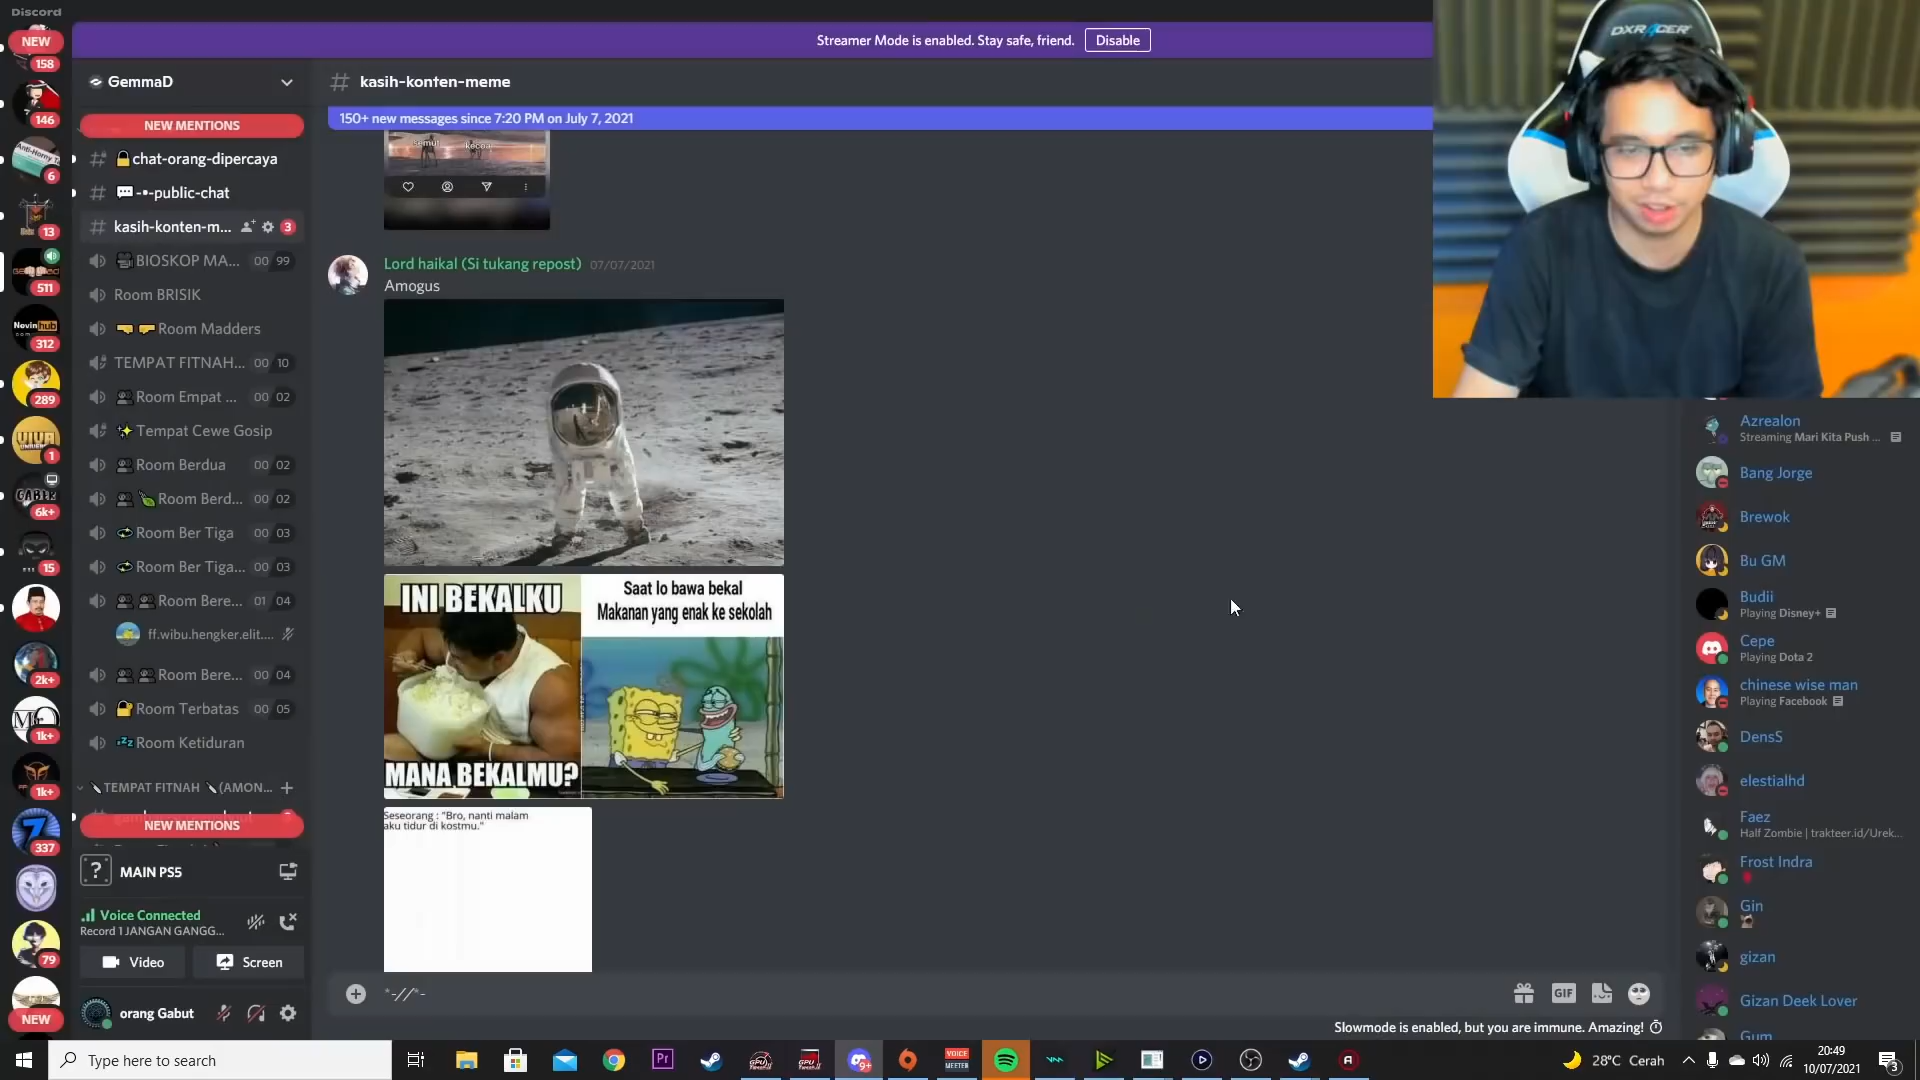 Discord
Streamer Mode is enabled. Stay safe, friend.
Disable
NEW
158
146
6
13
511
312
289
1
6k+
15
2k+
1k+
1k+
337
79
NEW
GemmaD
NEW MENTIONS
chat-orang-dipercaya
-•-public-chat
kasih-konten-m...
3
BIOSKOP MA...
00 99
Room BRISIK
Room Madders
TEMPAT FITNAH...
00 10
Room Empat ...
00 02
Tempat Cewe Gosip
Room Berdua
00 02
Room Berd...
00 02
Room Ber Tiga
00 03
Room Ber Tiga...
00 03
Room Bere...
01 04
ff.wibu.hengker.elit....
Room Bere...
00 04
Room Terbatas
00 05
Room Ketiduran
TEMPAT FITNAH
(AMON...
NEW MENTIONS
MAIN PS5
Voice Connected
Record 1 JANGAN GANGG...
Video
Screen
orang Gabut
kasih-konten-meme
150+ new messages since 7:20 PM on July 7, 2021
semut
kecoa
Lord haikal (Si tukang repost)
07/07/2021
Amogus
INI BEKALKU
MANA BEKALMU?
Saat lo bawa bekal
Makanan yang enak ke sekolah
Seseorang : "Bro, nanti malam
aku tidur di kostmu."
*-//*-
GIF
Slowmode is enabled, but you are immune. Amazing!
DXRACER
Azrealon
Streaming Mari Kita Push ...
Bang Jorge
Brewok
Bu GM
Budii
Playing Disney+
Cepe
Playing Dota 2
chinese wise man
Playing Facebook
DensS
elestialhd
Faez
Half Zombie | trakteer.id/Urek...
Frost Indra
Gin
gizan
Gizan Deek Lover
Gum
Type here to search
Pr
9+
VOICE
MEETER
28°C Cerah
20:49
10/07/2021
3